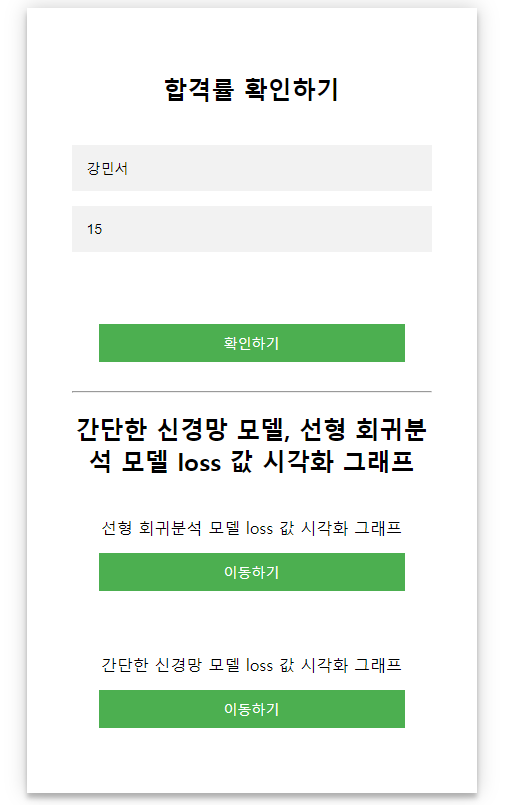 합격률 확인하기
강민서
15
확인하기
간단한 신경망 모델, 선형 회귀분
석 모델 loss 값 시각화 그래프
선형 회귀분석 모델 loss 값 시각화 그래프
이동하기
간단한 신경망 모델 loss 값 시각화 그래프
이동하기